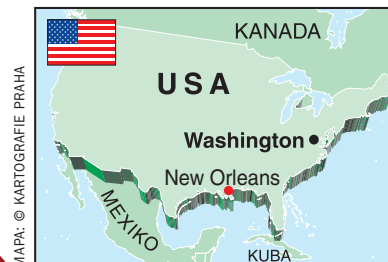 KANADA
USA
Washington
New Orleans
MEXIKO
KUBA
MAPA: © KARTOGRAFIE PRAHA